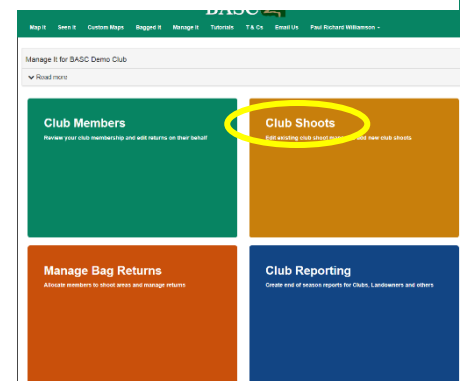 BASC
Map It Seen It Custom Maps Bagged It Manage It Tutorials T & Cs Email Us Paul Richard Williamson
Manage It for BASC Demo Club
Read more
Club Members
Review your club membership and edit returns on their behalf
Club Shoots
Edit existing club shoot maps and add new club shoots
Manage Bag Returns
Allocate members to shoot areas and manage returns
Club Reporting
Create end of season reports for Clubs, Landowners and others